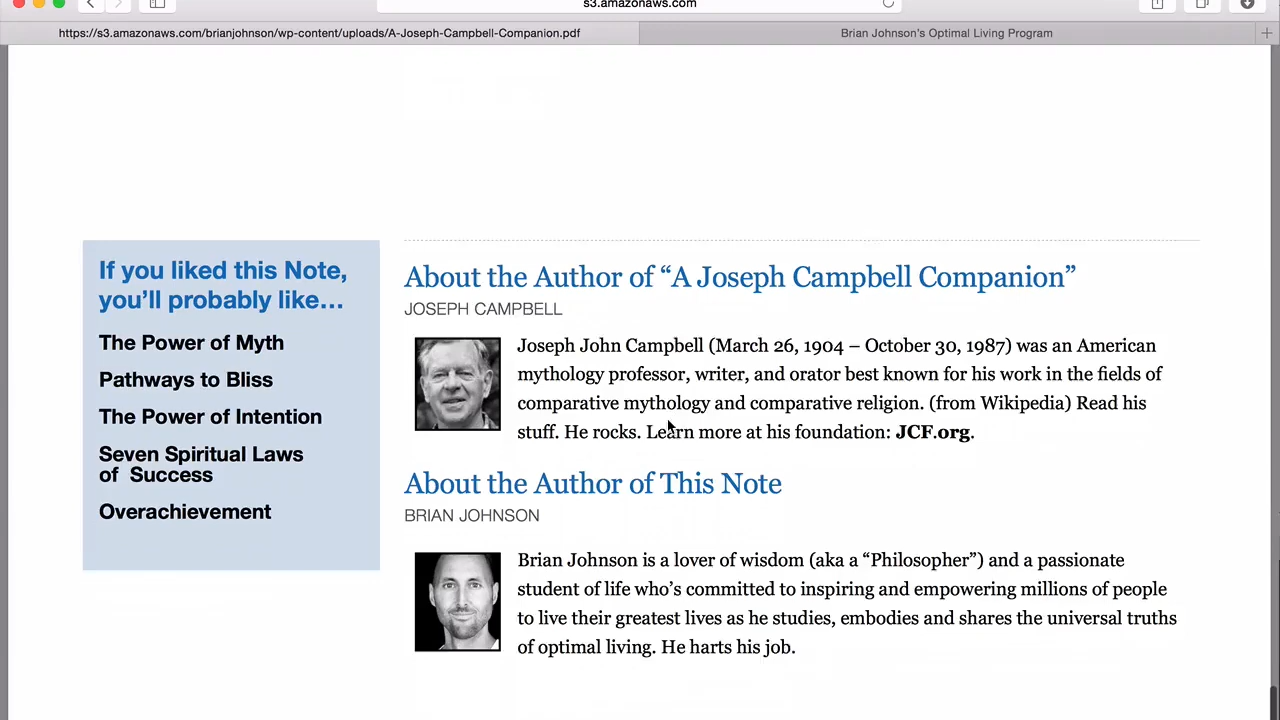 s3.amazonaws.com
https://s3.amazonaws.com/brianjohnson/wp-content/uploads/A-Joseph-Campbell-Companion.pdf
Brian Johnson's Optimal Living Program
If you liked this Note,
you'll probably like…
The Power of Myth
Pathways to Bliss
The Power of Intention
Seven Spiritual Laws
of Success
Overachievement
About the Author of “A Joseph Campbell Companion”
JOSEPH CAMPBELL
Joseph John Campbell (March 26, 1904 – October 30, 1987) was an American
mythology professor, writer, and orator best known for his work in the fields of
comparative mythology and comparative religion. (from Wikipedia) Read his
stuff. He rocks. Learn more at his foundation: JCF.org.
About the Author of This Note
BRIAN JOHNSON
Brian Johnson is a lover of wisdom (aka a “Philosopher”) and a passionate
student of life who’s committed to inspiring and empowering millions of people
to live their greatest lives as he studies, embodies and shares the universal truths
of optimal living. He harts his job.